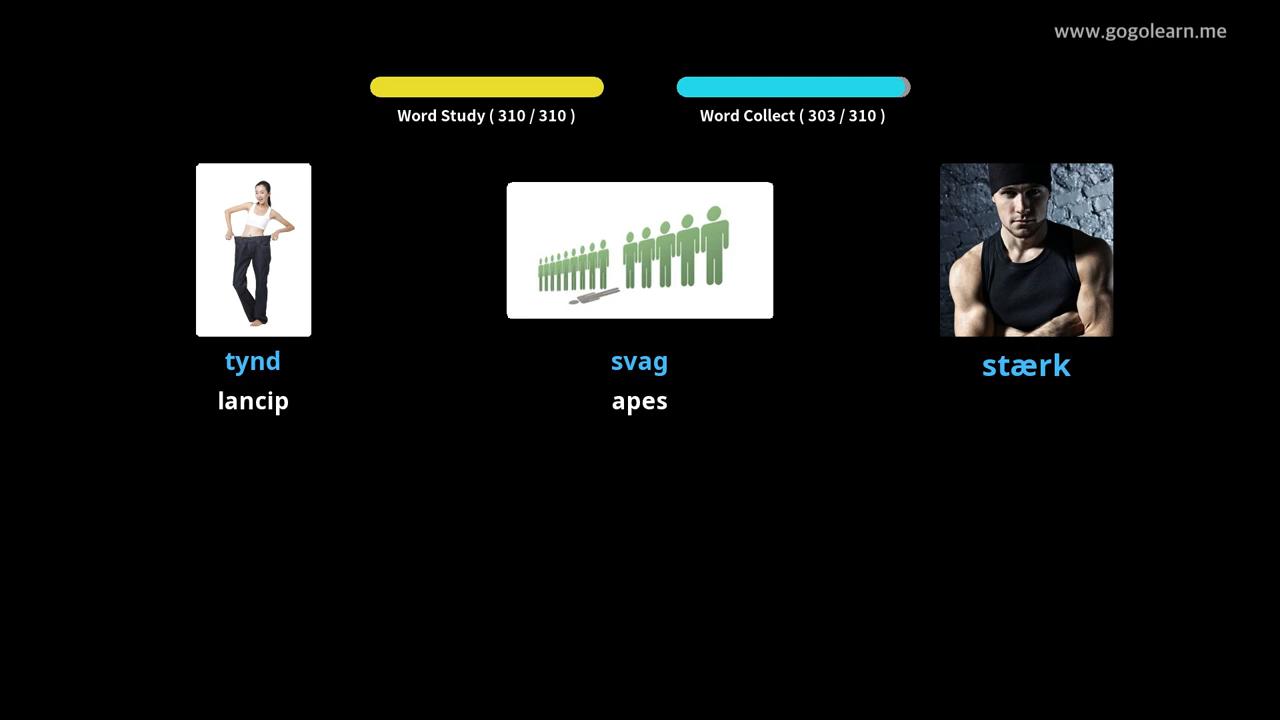 www.gogolearn.me
Word Study ( 310 / 310 )
Word Collect ( 303 / 310 )
tynd
lancip
svag
apes
stærk